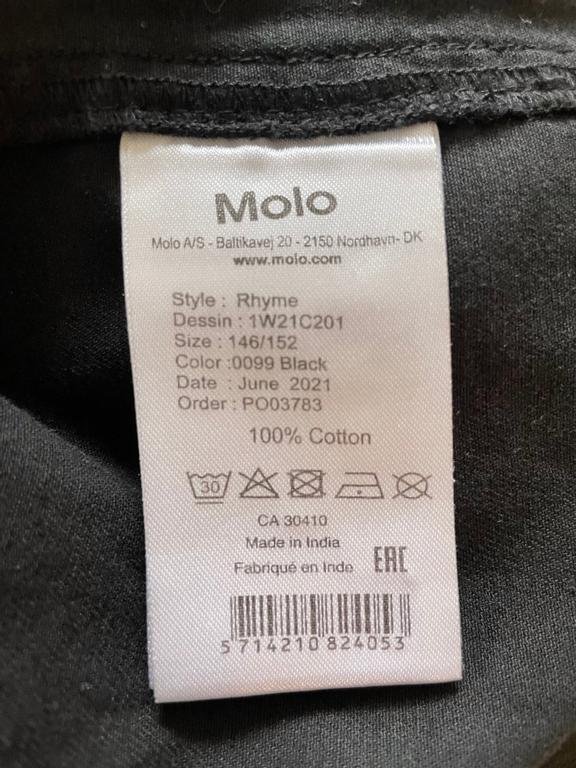 Molo
Molo A/S - Baltikavej 20 - 2150 Nordhavn- DK
www.molo.com
Style : Rhyme
Dessin : 1W21C201
Size : 146/152
Color :0099 Black
Date : June 2021
Order : PO03783
100% Cotton
30
CA 30410
Made in India
Fabriqué en Inde
EAC
5 714210 824053